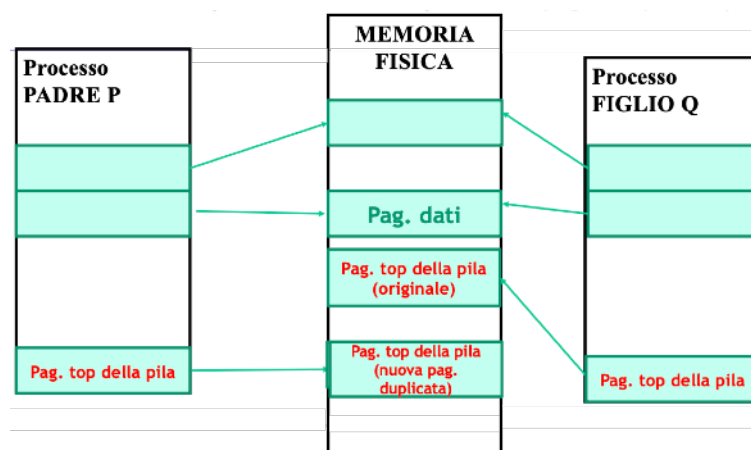 Processo
PADRE P
MEMORIA
FISICA
Processo
FIGLIO Q
Pag. dati
Pag. top della pila
(originale)
Pag. top della pila
Pag. top della pila
(nuova pag.
duplicata)
Pag. top della pila